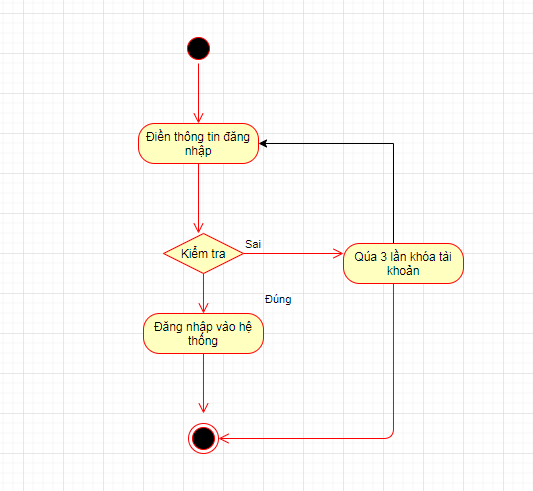 Điền thông tin đăng
nhập
Kiểm tra
Sai
Qúa 3 lần khóa tài
khoản
Đúng
Đăng nhập vào hệ
thống